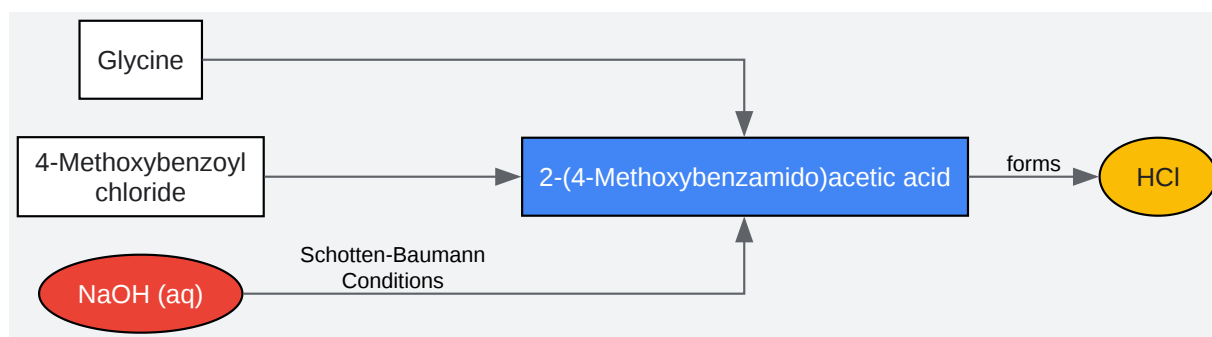 Glycine
4-Methoxybenzoyl
chloride
2-(4-Methoxybenzamido)acetic acid
forms
HCl
Schotten-Baumann
Conditions
NaOH (aq)